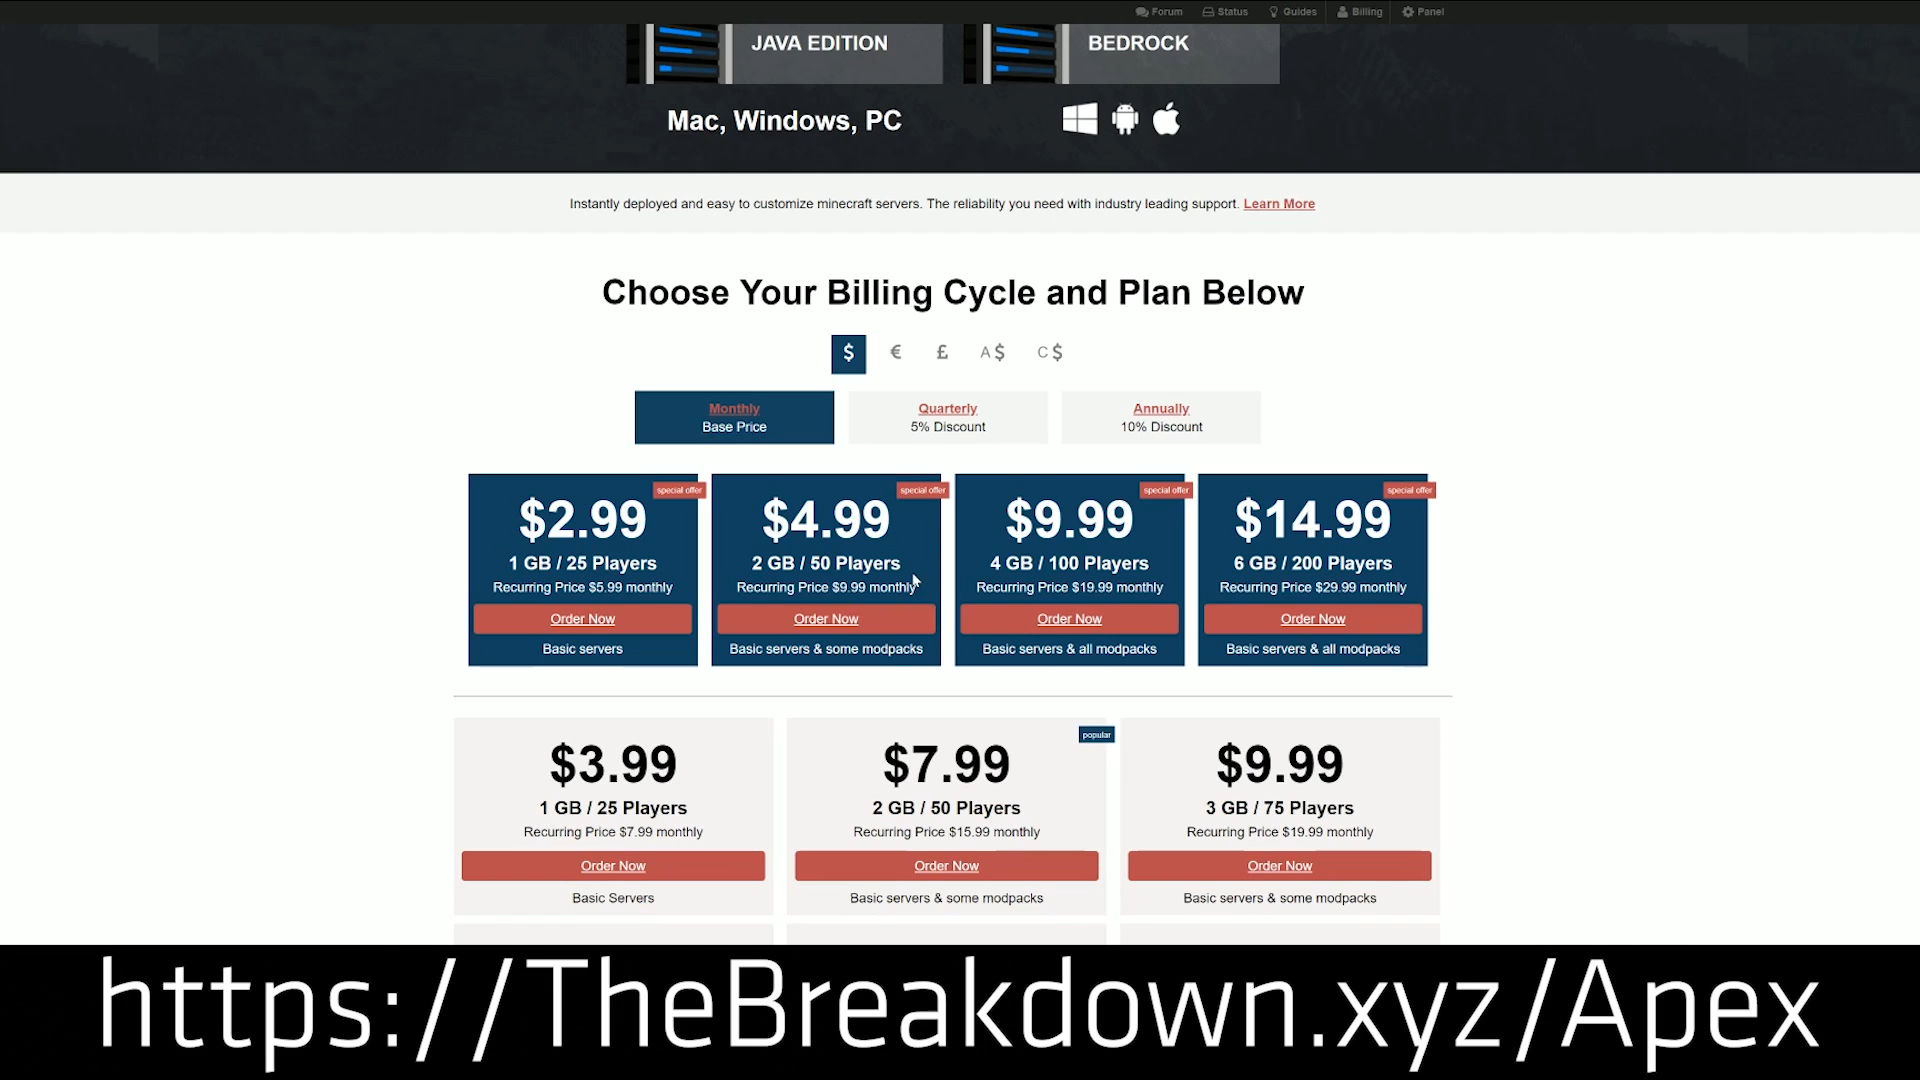 Forum Status Guides Billing Panel
JAVA EDITION BEDROCK
Mac, Windows, PC
Instantly deployed and easy to customize minecraft servers. The reliability you need with industry leading support. Learn More
Choose Your Billing Cycle and Plan Below
$ € £ A$ C$
Monthly Quarterly Annually
Base Price 5% Discount 10% Discount
special offer special offer special offer special offer
$2.99 $4.99 $9.99 $14.99
1 GB / 25 Players 2 GB / 50 Players 4 GB / 100 Players 6 GB / 200 Players
Recurring Price $5.99 monthly Recurring Price $9.99 monthly Recurring Price $19.99 monthly Recurring Price $29.99 monthly
Order Now Order Now Order Now Order Now
Basic servers Basic servers & some modpacks Basic servers & all modpacks Basic servers & all modpacks
popular
$3.99 $7.99 $9.99
1 GB / 25 Players 2 GB / 50 Players 3 GB / 75 Players
Recurring Price $7.99 monthly Recurring Price $15.99 monthly Recurring Price $19.99 monthly
Order Now Order Now Order Now
Basic Servers Basic servers & some modpacks Basic servers & some modpacks
https://TheBreakdown.xyz/Apex